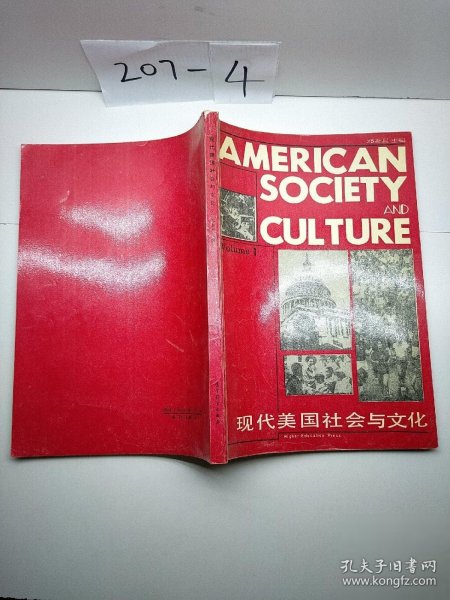 207-4
AMERICAN
SOCIETY
AND
CULTURE
Volume 1
现代美国社会与文化
Higher Education Press
孔夫子旧书网
www.kongfz.com